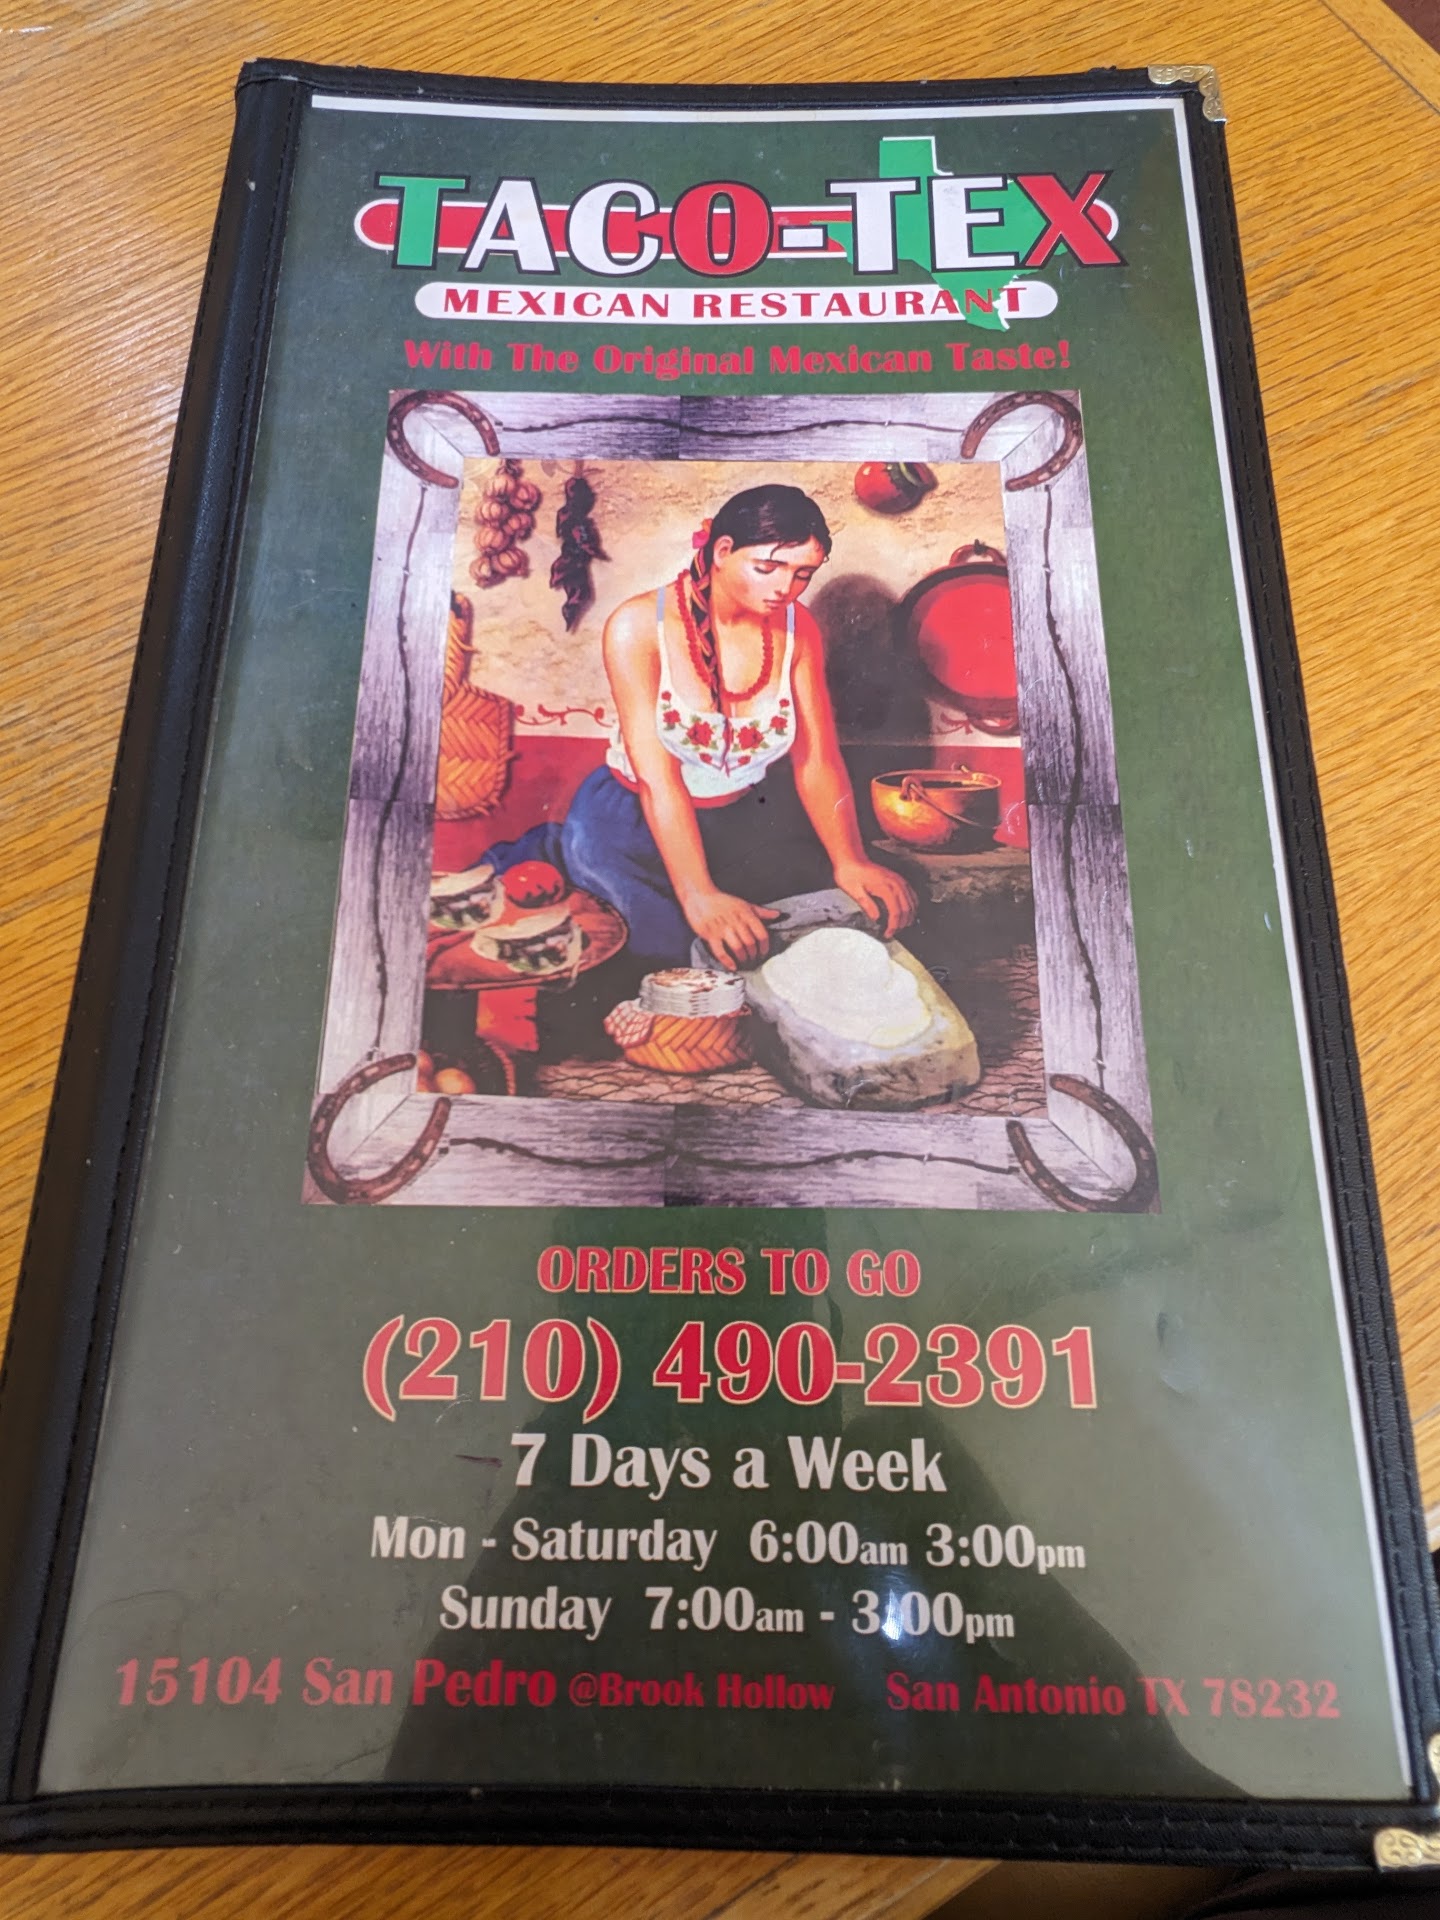 TACO-TEX
MEXICAN RESTAURANT
With The Original Mexican Taste!
ORDERS TO GO
(210) 490-2391
7 Days a Week
Mon - Saturday 6:00am 3:00pm
Sunday 7:00am - 3:00pm
15104 San Pedro @Brook Hollow San Antonio TX 78232